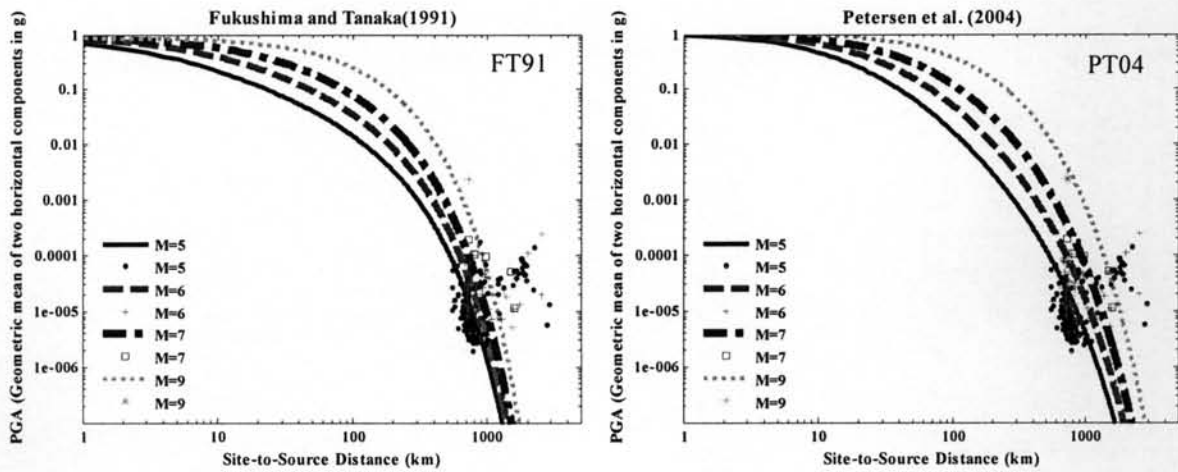 Fukushima and Tanaka(1991)
FT91
PGA (Geometric mean of two horizontal components in g)
1
0.1
0.01
0.001
0.0001
1e-005
1e-006
M=5
M=5
M=6
M=6
M=7
M=7
M=9
M=9
1
10
100
1000
Site-to-Source Distance (km)
Petersen et al. (2004)
PT04
PGA (Geometric mean of two horizontal components in g)
1
0.1
0.01
0.001
0.0001
1e-005
1e-006
M=5
M=5
M=6
M=6
M=7
M=7
M=9
M=9
1
10
100
1000
Site-to-Source Distance (km)